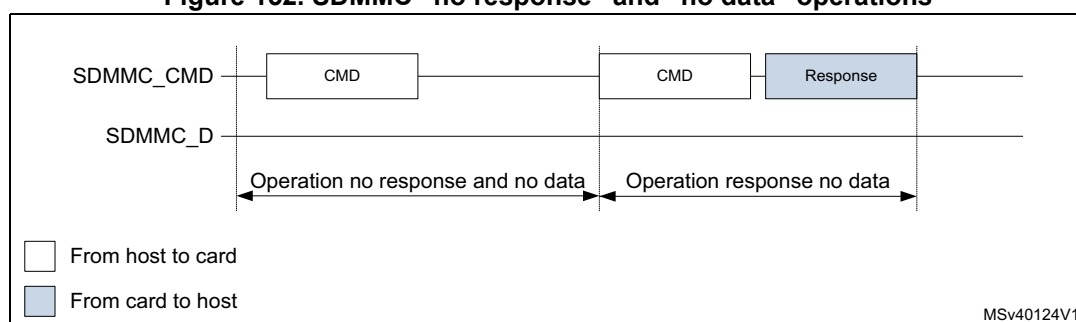 Figure 152. SDMMC "no response" and "no data" operations
SDMMC_CMD
CMD
CMD
Response
SDMMC_D
Operation no response and no data
Operation response no data
From host to card
From card to host
MSv40124V1